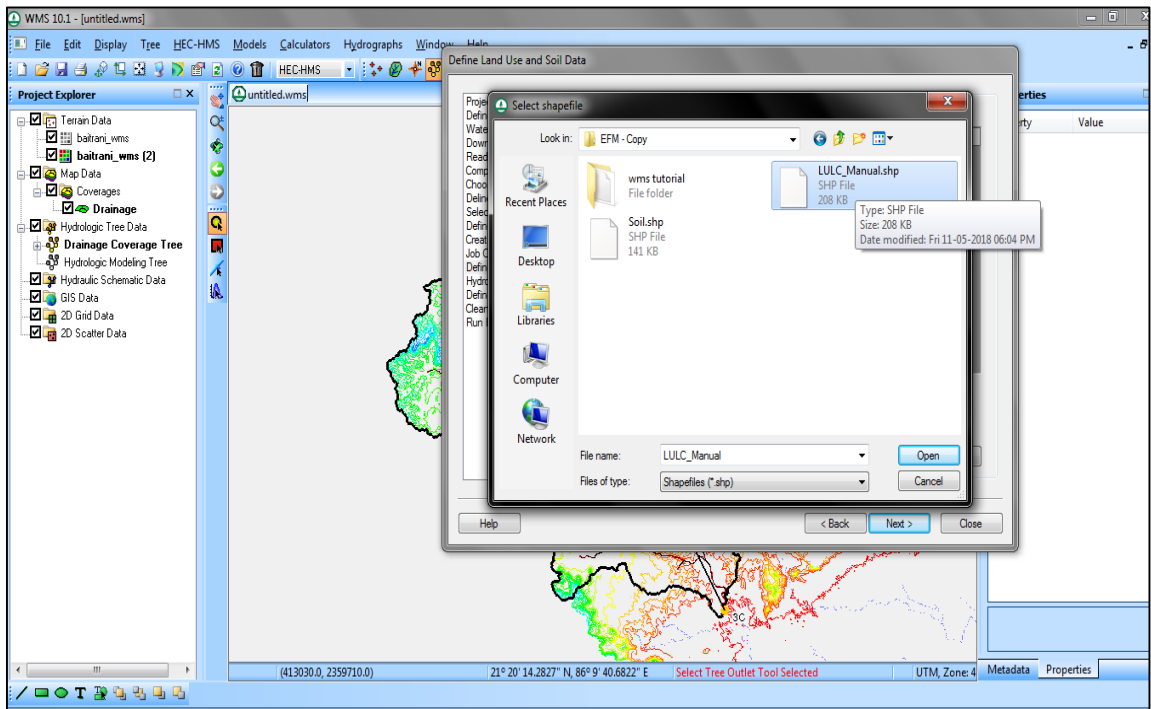 WMS 10.1 - [untitled.wms]
File Edit Display Tree HEC-HMS Models Calculators Hydrographs Window Help
HEC-HMS
Project Explorer
untitled.wms
Terrain Data
baitrani_wms
baitrani_wms (2)
Map Data
Coverages
Drainage
Hydrologic Tree Data
Drainage Coverage Tree
Hydrologic Modeling Tree
Hydraulic Schematic Data
GIS Data
2D Grid Data
2D Scatter Data
Define Land Use and Soil Data
Select shapefile
Look in: EFM - Copy
Recent Places
Desktop
Libraries
Computer
Network
wms tutorial
File folder
LULC_Manual.shp
SHP File
208 KB
Soil.shp
SHP File
141 KB
Type: SHP File
Size: 208 KB
Date modified: Fri 11-05-2018 06:04 PM
File name: LULC_Manual Open
Files of type: Shapefiles (*.shp) Cancel
Help < Back Next > Close
Value
3C
(413030.0, 2359710.0) 21° 20' 14.2827" N, 86° 9' 40.6822" E Select Tree Outlet Tool Selected UTM, Zone: 4
Metadata Properties
T